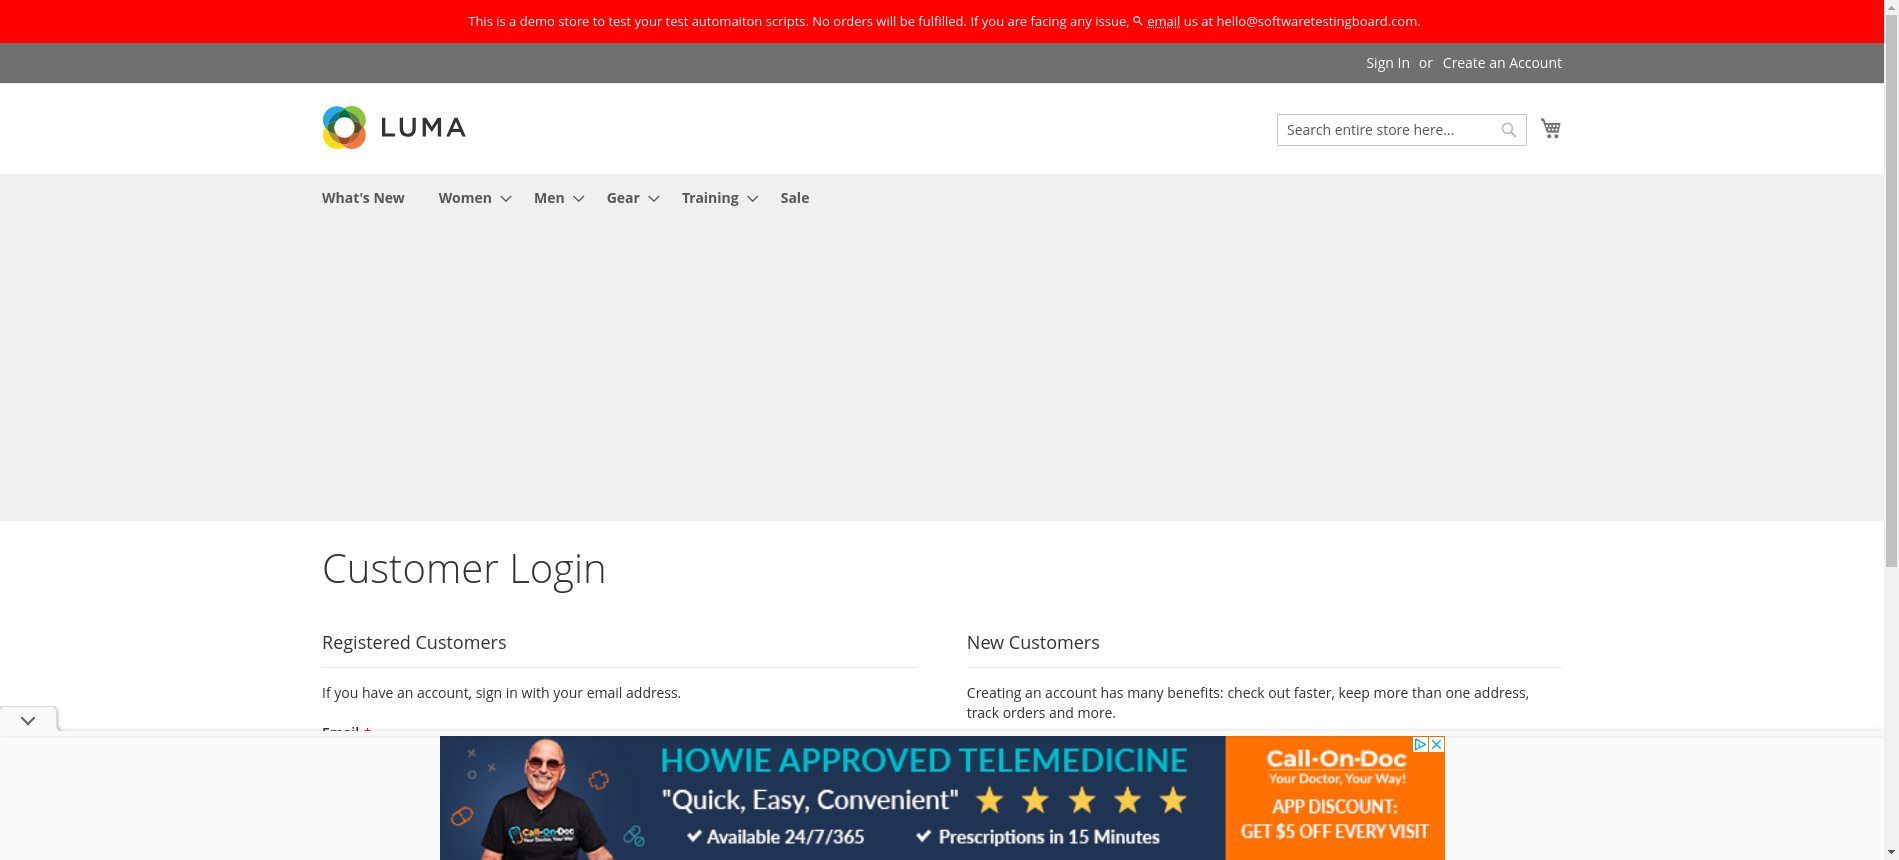 This is a demo store to test your test automaiton scripts. No orders will be fulfilled. If you are facing any issue, email us at hello@softwaretestingboard.com.
Sign In or Create an Account
LUMA
Search entire store here...
What's New Women Men Gear Training Sale
Customer Login
Registered Customers
New Customers
If you have an account, sign in with your email address.
Creating an account has many benefits: check out faster, keep more than one address,
track orders and more.
Email *
HOWIE APPROVED TELEMEDICINE
"Quick, Easy, Convenient"
Available 24/7/365
Prescriptions in 15 Minutes
Call-On-Doc
Call-On-Doc
Your Doctor, Your Way!
APP DISCOUNT:
GET $5 OFF EVERY VISIT